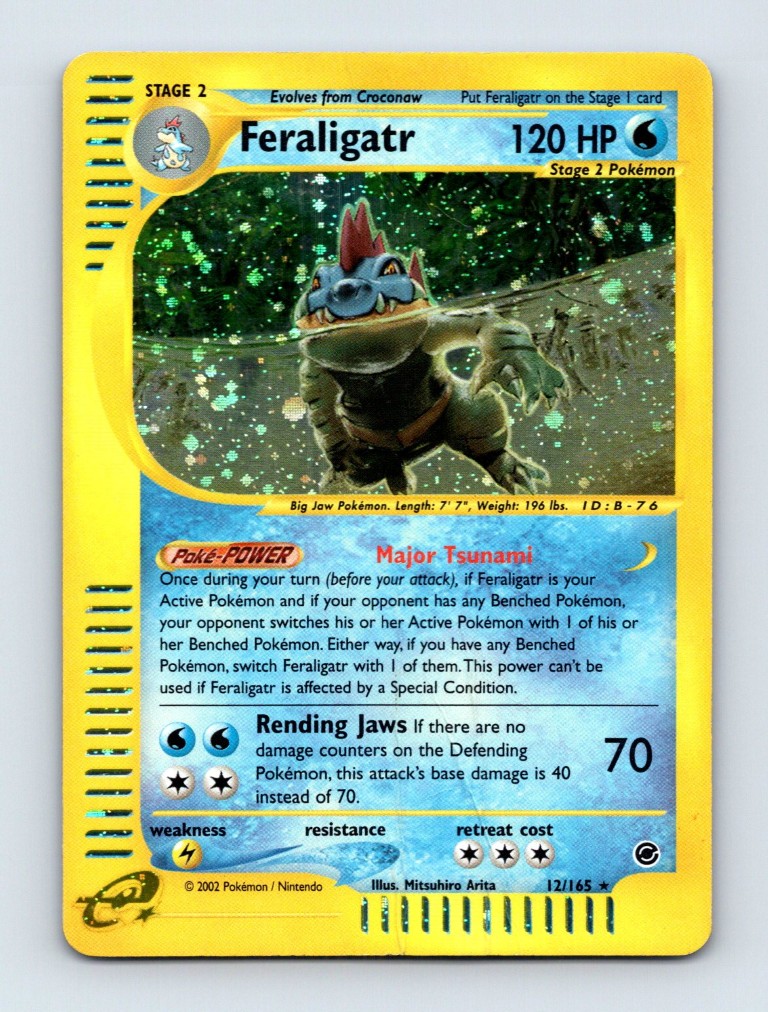 STAGE 2
Evolves from Croconaw Put Feraligatr on the Stage 1 card
Feraligatr 120 HP
Stage 2 Pokémon
Big Jaw Pokémon. Length: 7' 7", Weight: 196 lbs. ID:B-76
Poké-POWER Major Tsunami
Once during your turn (before your attack), if Feraligatr is your
Active Pokémon and if your opponent has any Benched Pokémon,
your opponent switches his or her Active Pokémon with 1 of his or
her Benched Pokémon. Either way, if you have any Benched
Pokémon, switch Feraligatr with 1 of them. This power can't be
used if Feraligatr is affected by a Special Condition.
Rending Jaws If there are no
damage counters on the Defending
Pokémon, this attack's base damage is 40
instead of 70.
70
weakness resistance retreat cost
© 2002 Pokémon / Nintendo Illus. Mitsuhiro Arita 12/165 ★
e